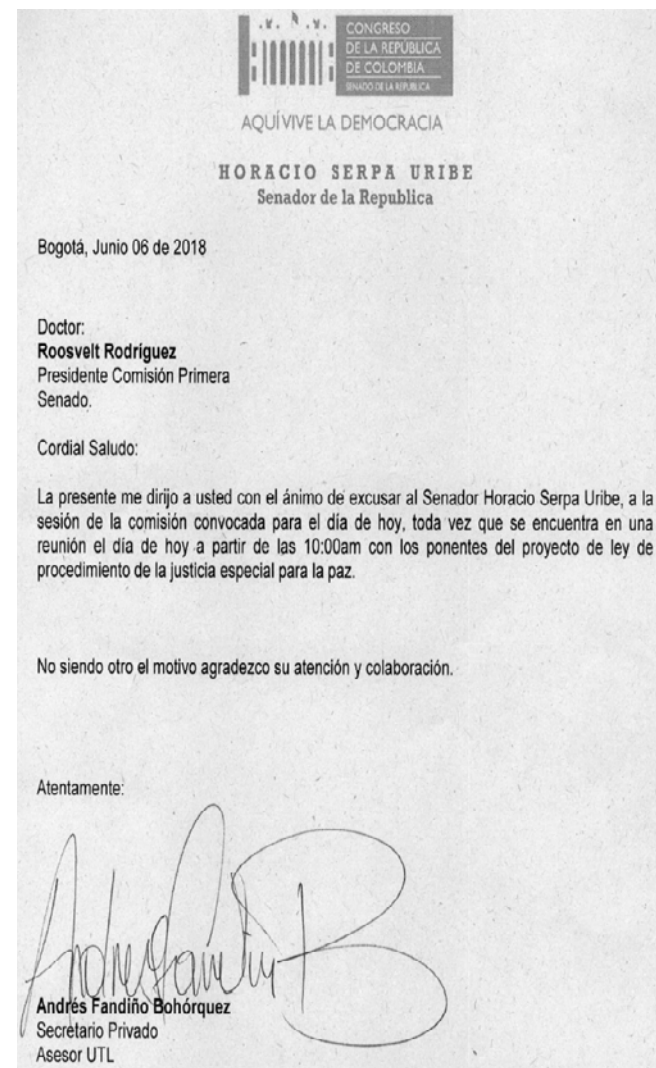 CONGRESO
DE LA REPÚBLICA
DE COLOMBIA
SENADO DE LA REPUBLICA
AQUÍ VIVE LA DEMOCRACIA
HORACIO SERPA URIBE
Senador de la Republica
Bogotá, Junio 06 de 2018
Doctor:
Roosvelt Rodríguez
Presidente Comisión Primera
Senado.
Cordial Saludo:
La presente me dirijo a usted con el ánimo de excusar al Senador Horacio Serpa Uribe, a la
sesión de la comisión convocada para el día de hoy, toda vez que se encuentra en una
reunión el día de hoy a partir de las 10:00am con los ponentes del proyecto de ley de
procedimiento de la justicia especial para la paz.
No siendo otro el motivo agradezco su atención y colaboración.
Atentamente:
Andrés Fandiño B
Andrés Fandiño Bohórquez
Secretario Privado
Asesor UTL